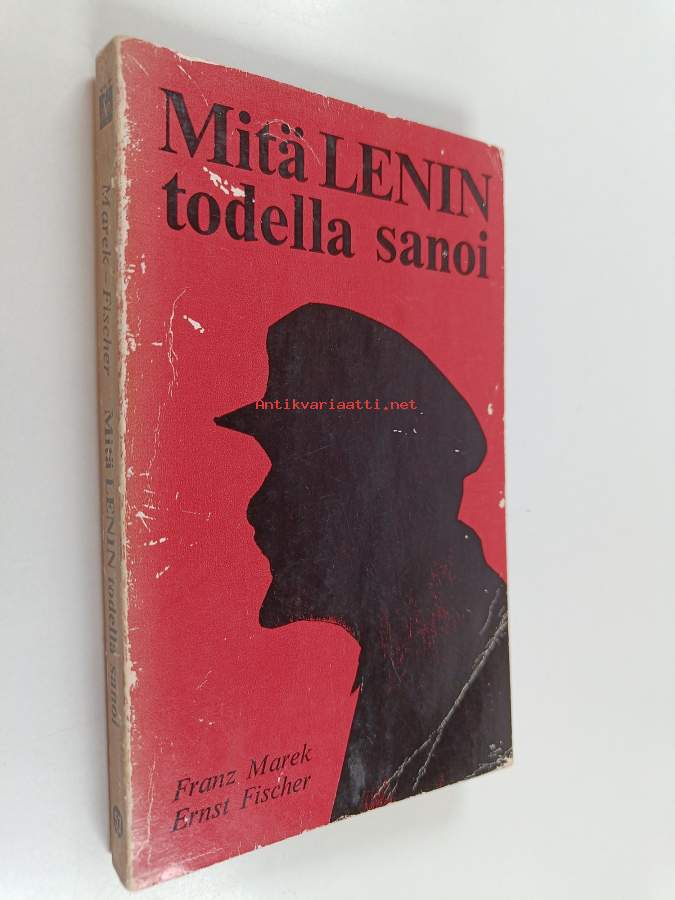 Mitä LENIN
todella sanoi
Antikvariaatti.net
Franz Marek
Ernst Fischer
Marek – Fischer Mitä LENIN todella sanoi